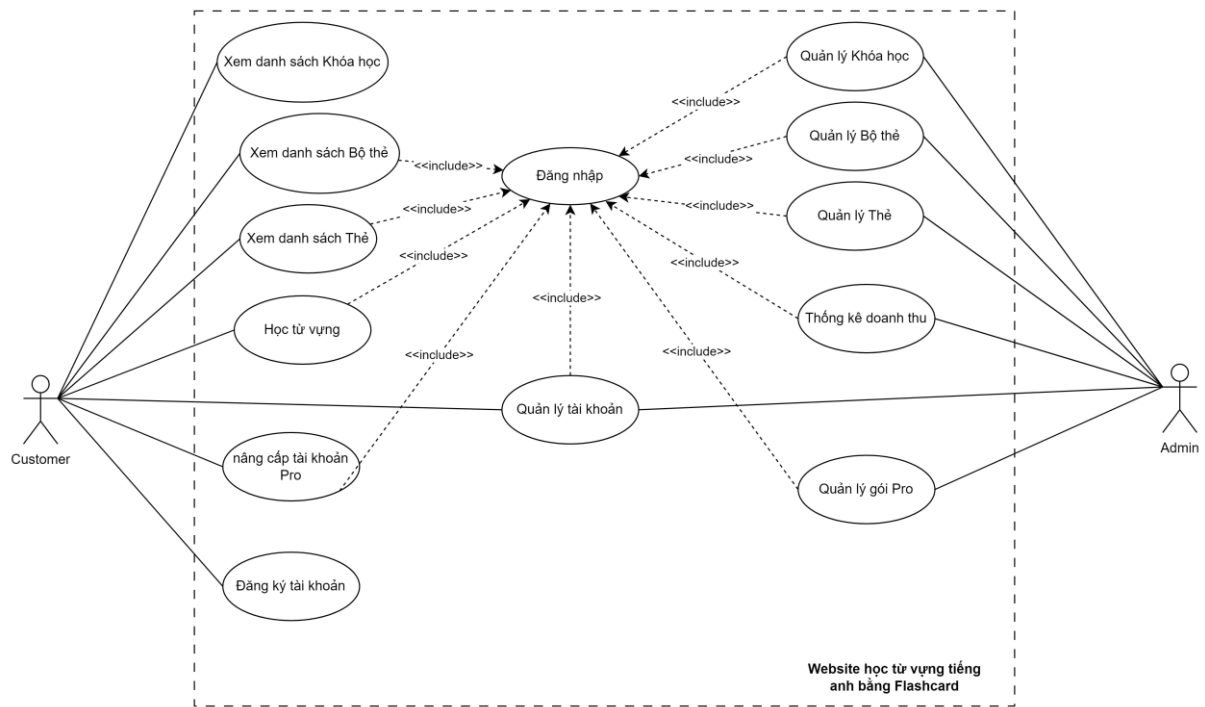 Xem danh sách Khóa học
Quản lý Khóa học
<<include>>
Xem danh sách Bộ thẻ
<<include>>
Đăng nhập
<<include>>
Quản lý Bộ thẻ
Xem danh sách Thẻ
<<include>>
<<include>>
Quản lý Thẻ
<<include>>
<<include>>
Học từ vựng
<<include>>
Thống kê doanh thu
<<include>>
<<include>>
Quản lý tài khoản
Customer
Admin
nâng cấp tài khoản
Pro
Quản lý gói Pro
Đăng ký tài khoản
Website học từ vựng tiếng
anh bằng Flashcard